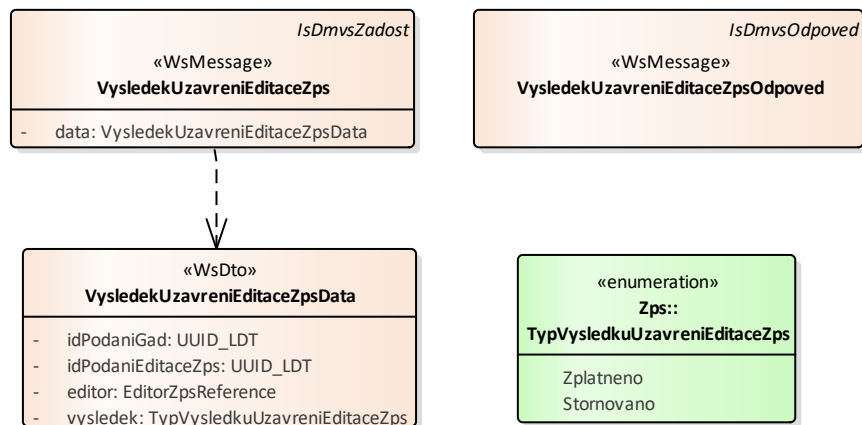 IsDmvsZadost
«WsMessage»
VysledekUzavreniEditaceZps
- data: VysledekUzavreniEditaceZpsData
IsDmvsOdpoved
«WsMessage»
VysledekUzavreniEditaceZpsOdpoved
«WsDto»
VysledekUzavreniEditaceZpsData
- idPodaniGad: UUID_LDT
- idPodaniEditaceZps: UUID_LDT
- editor: EditorZpsReference
- vysledek: TypVysledkuUzavreniEditaceZps
«enumeration»
Zps::
TypVysledkuUzavreniEditaceZps
Zplatneno
Stornovano